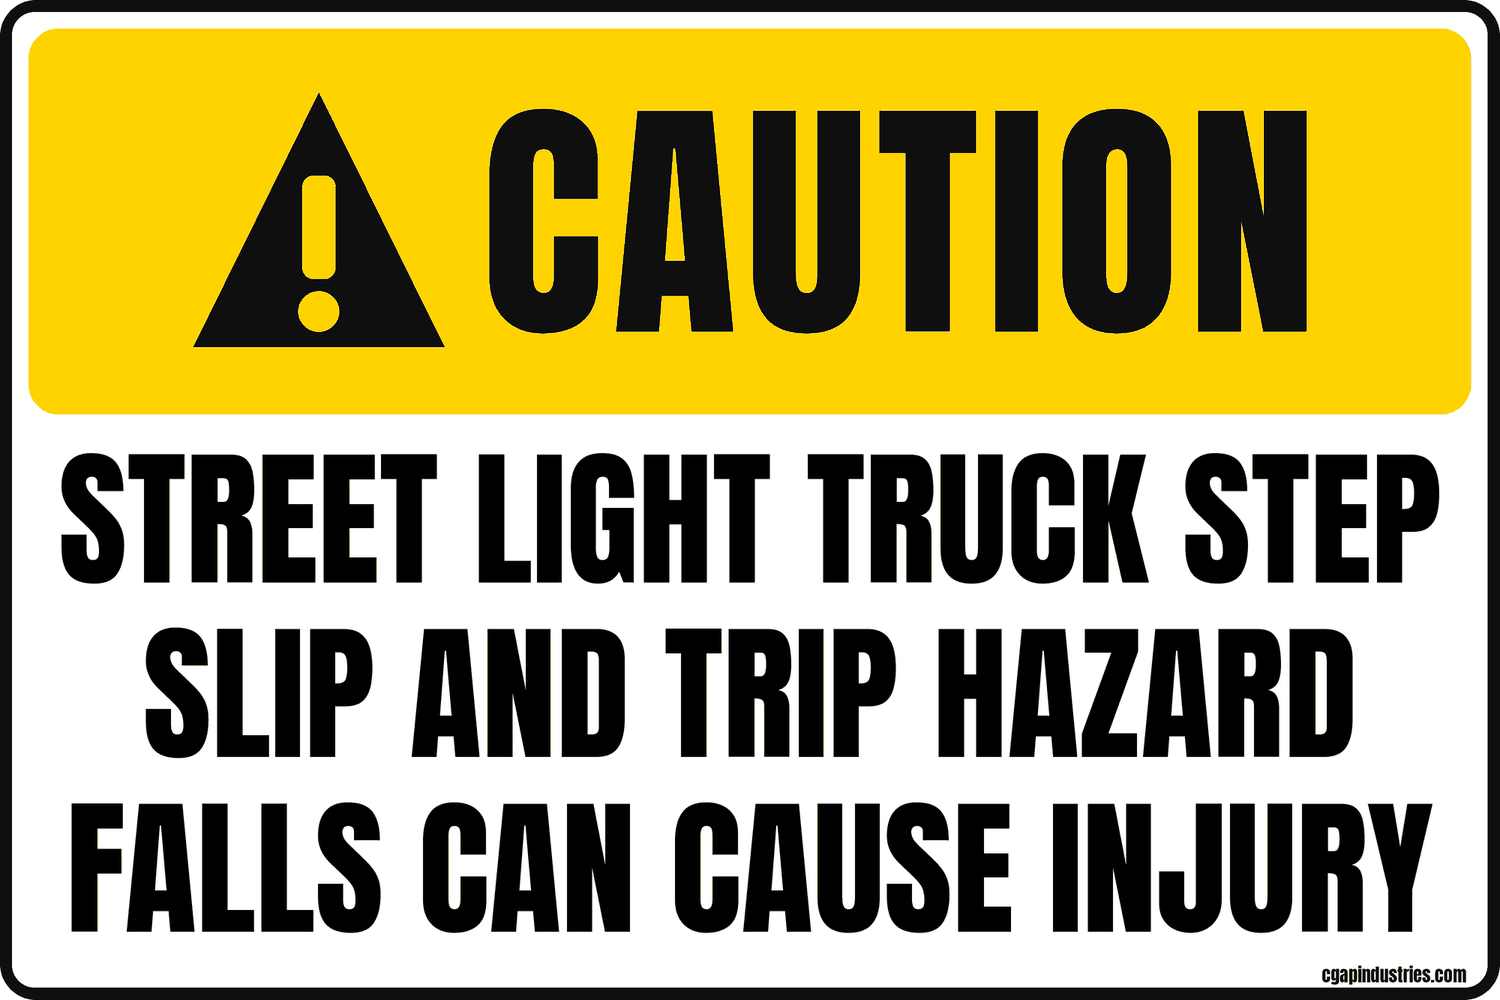 CAUTION
STREET LIGHT TRUCK STEP
SLIP AND TRIP HAZARD
FALLS CAN CAUSE INJURY
cgapindustries.com